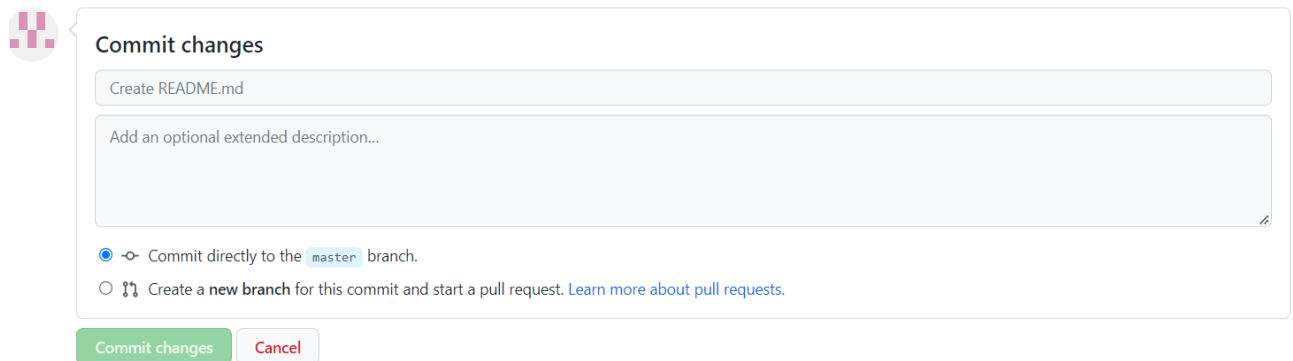 Commit changes
Create README.md
Add an optional extended description...
Commit directly to the master branch.
Create a new branch for this commit and start a pull request. Learn more about pull requests.
Commit changes Cancel